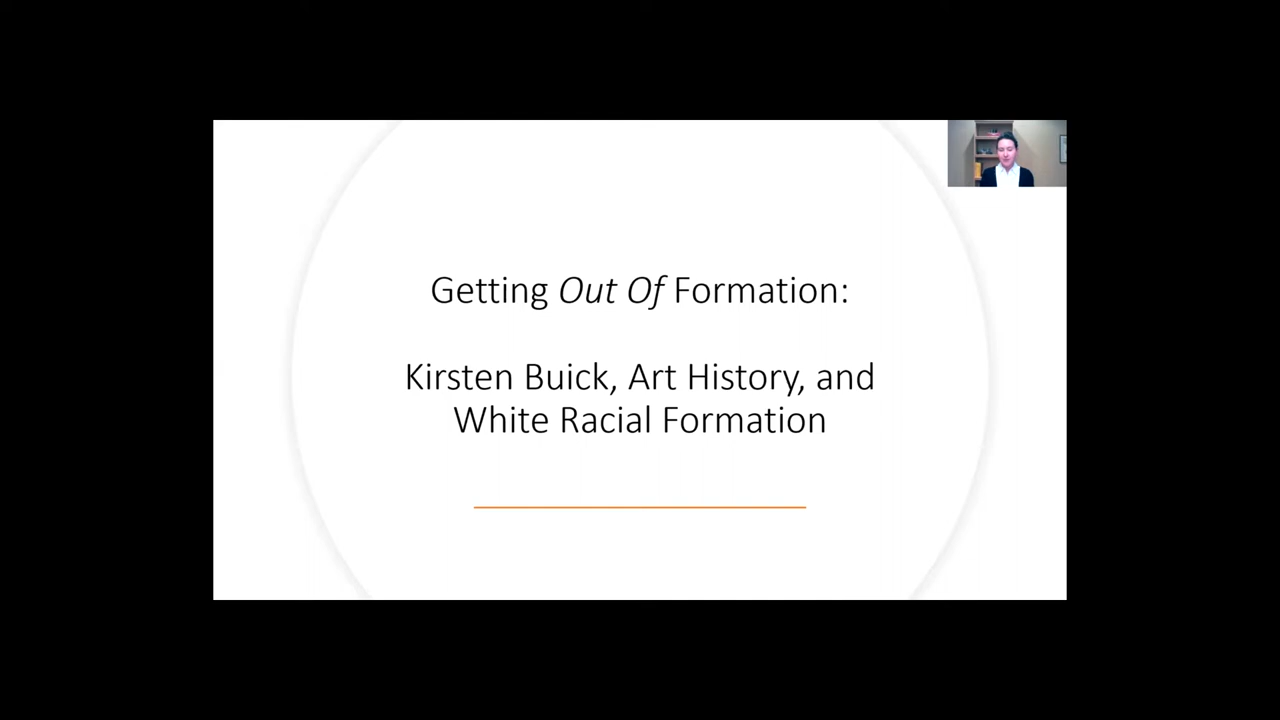 Getting Out Of Formation:
Kirsten Buick, Art History, and
White Racial Formation